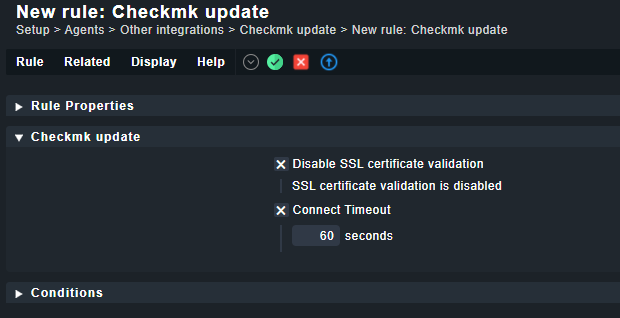 New rule: Checkmk update
Setup > Agents > Other integrations > Checkmk update > New rule: Checkmk update
Rule Related Display Help
Rule Properties
Checkmk update
Disable SSL certificate validation
SSL certificate validation is disabled
Connect Timeout
60 seconds
Conditions